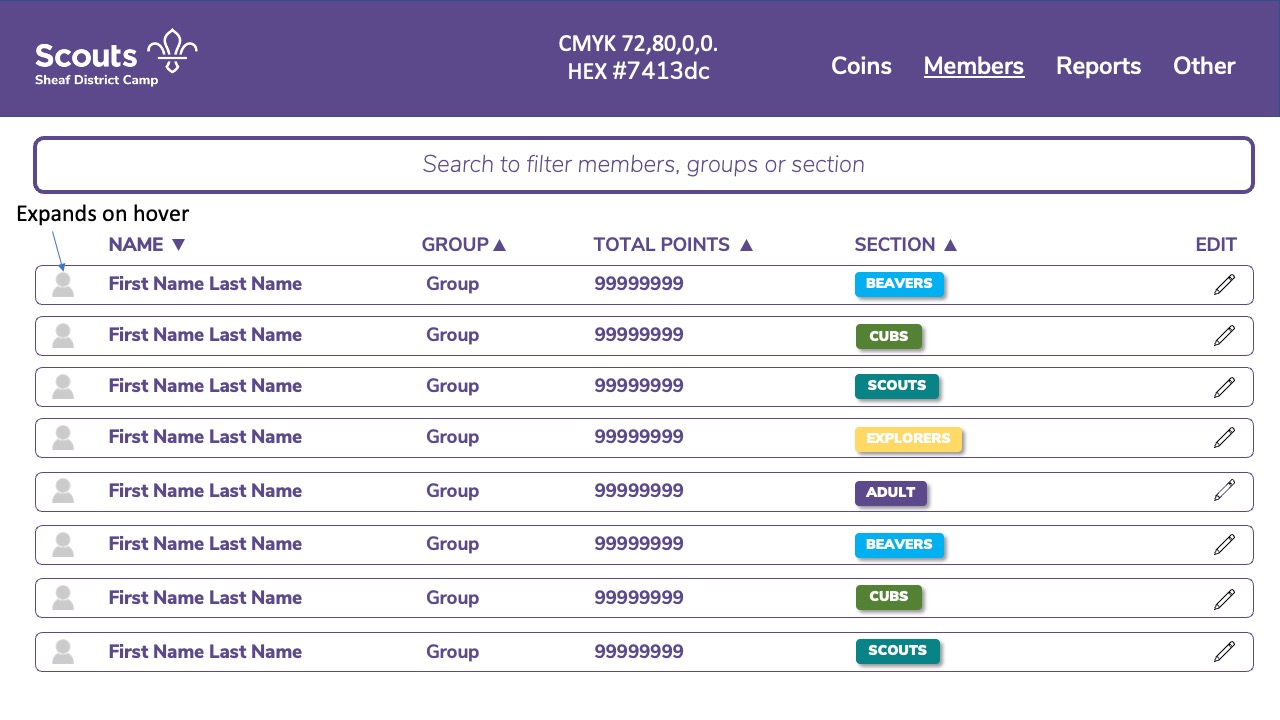 Scouts
Sheaf District Camp
CMYK 72,80,0,0.
HEX #7413dc
Coins Members Reports Other
Search to filter members, groups or section
Expands on hover
NAME ▼ GROUP ▲ TOTAL POINTS ▲ SECTION ▲ EDIT
First Name Last Name Group 99999999 BEAVERS
First Name Last Name Group 99999999 CUBS
First Name Last Name Group 99999999 SCOUTS
First Name Last Name Group 99999999 EXPLORERS
First Name Last Name Group 99999999 ADULT
First Name Last Name Group 99999999 BEAVERS
First Name Last Name Group 99999999 CUBS
First Name Last Name Group 99999999 SCOUTS